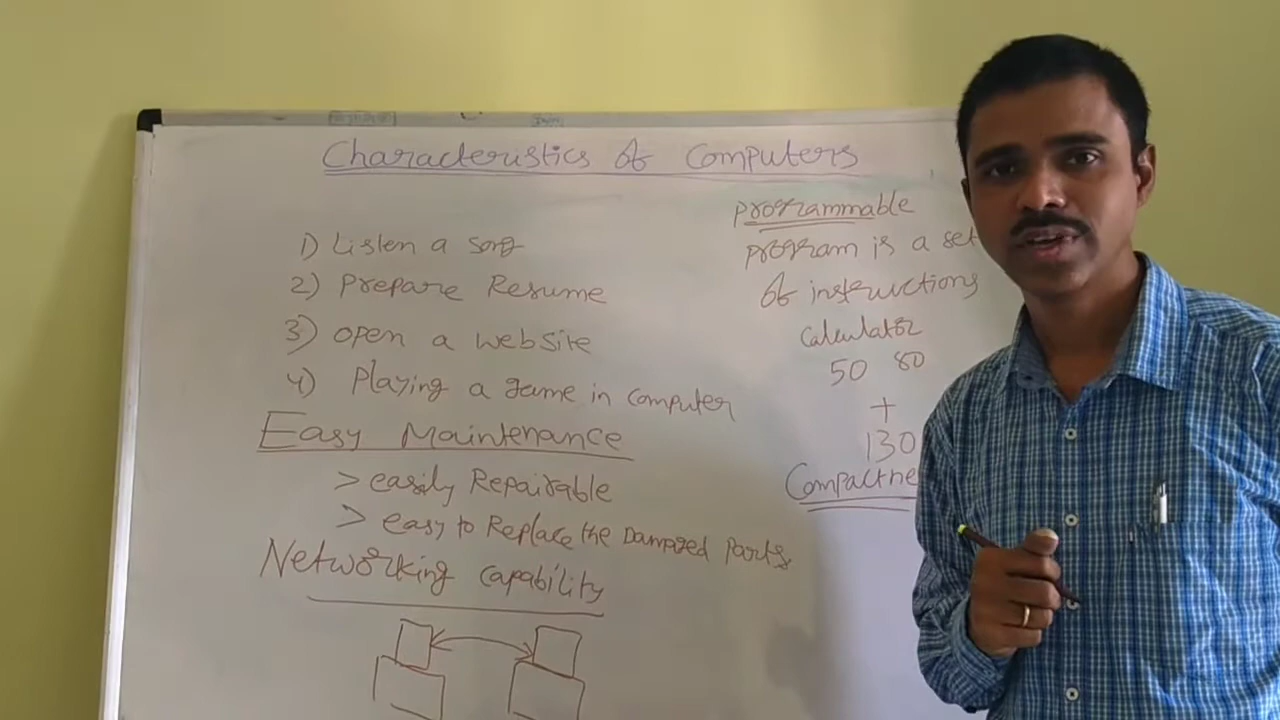 Characteristics of Computers
1) Listen a song
2) Prepare Resume
3) open a website
4) Playing a game in computer
Easy Maintenance
> easily Repairable
> easy to Replace the Damaged Parts
Networking capability
programmable
program is a set
of instructions
calculator
50 80
+
130
Compactne